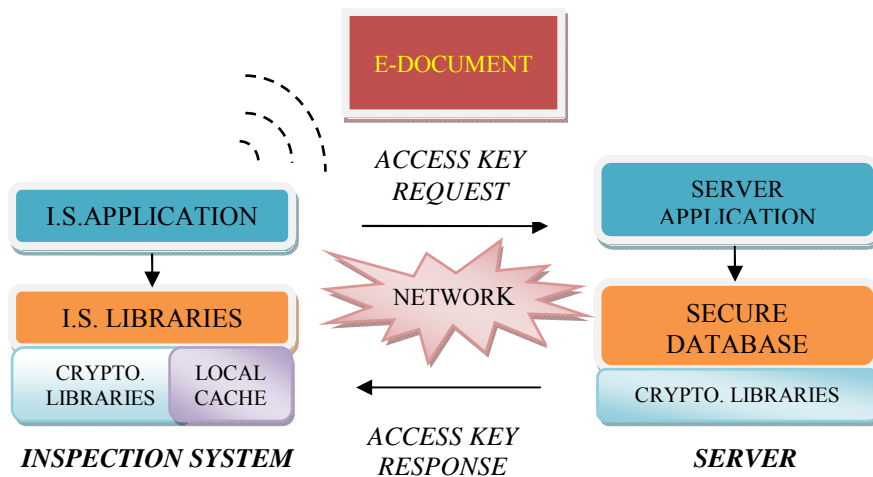 E-DOCUMENT
ACCESS KEY
REQUEST
I.S.APPLICATION
SERVER
APPLICATION
NETWORK
I.S. LIBRARIES
SECURE
DATABASE
CRYPTO.
LIBRARIES
LOCAL
CACHE
CRYPTO. LIBRARIES
ACCESS KEY
RESPONSE
INSPECTION SYSTEM
SERVER